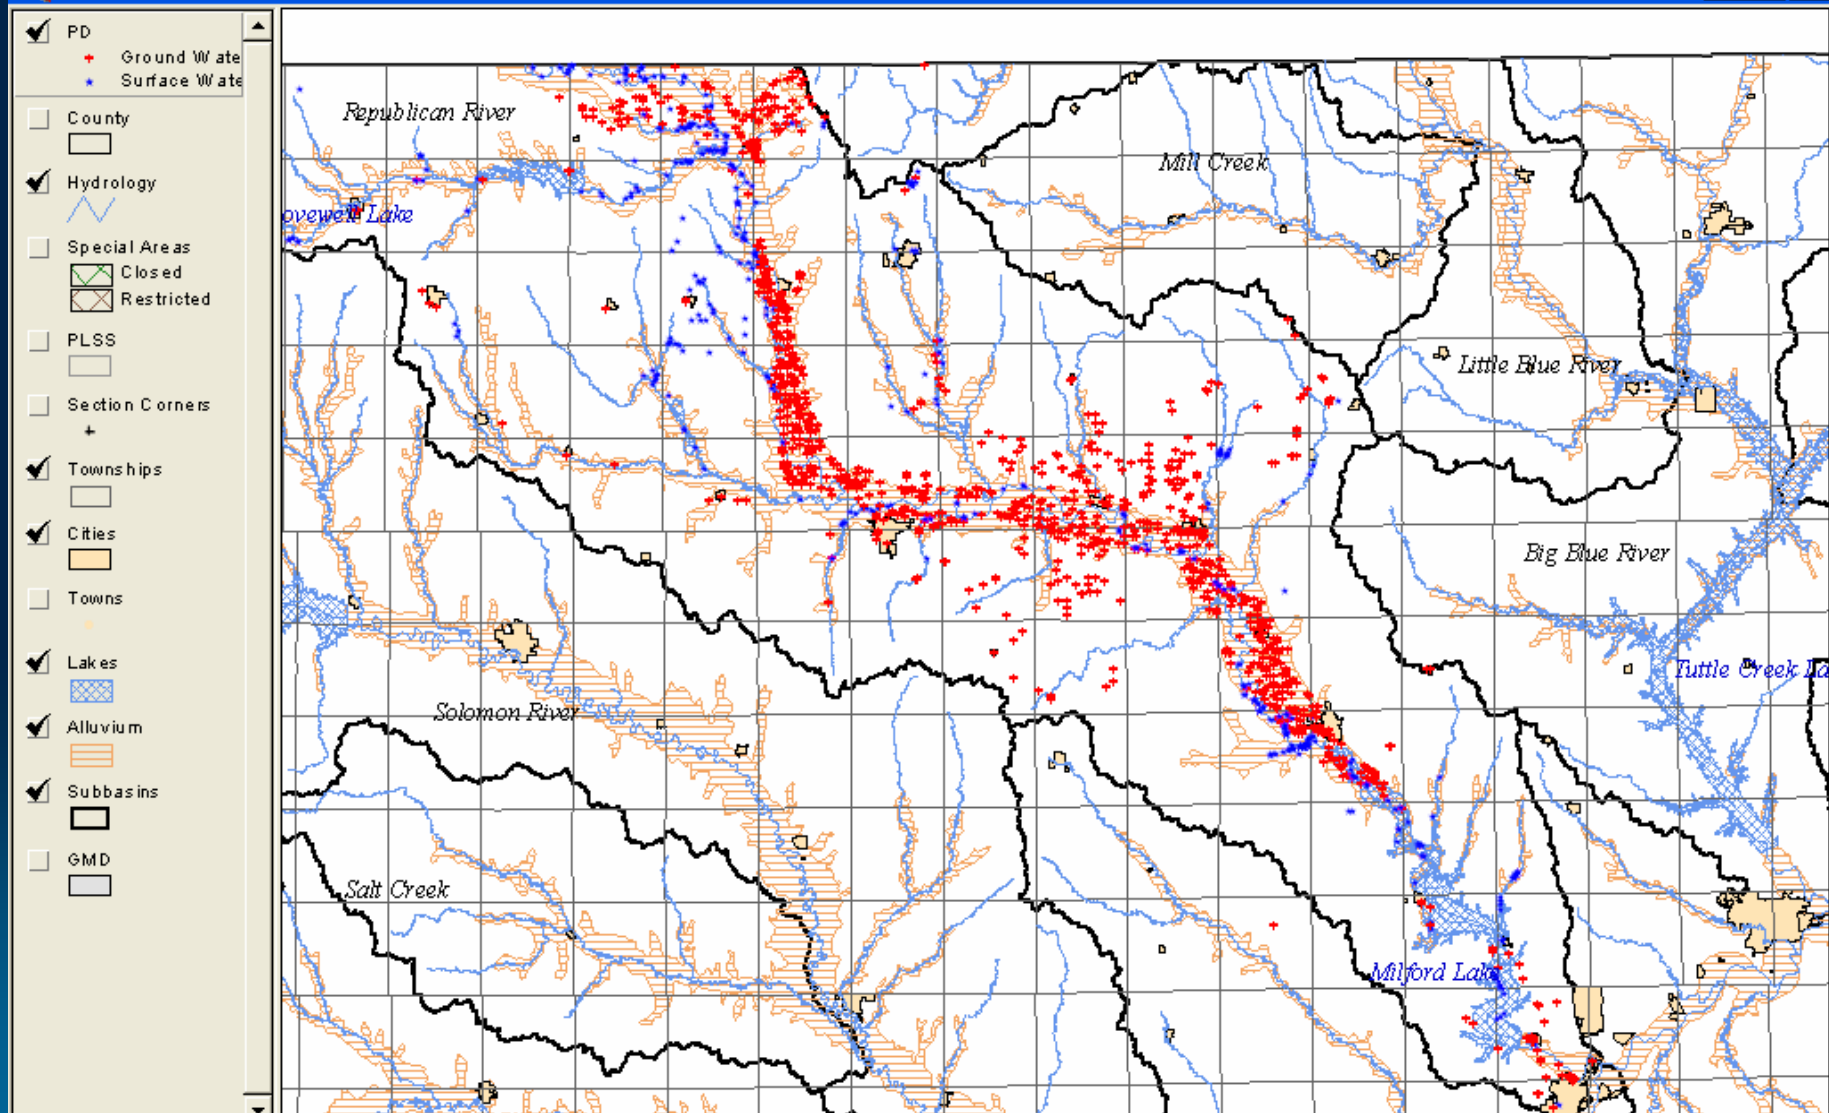 PD
Ground Wate
Surface Wate
County
Hydrology
Special Areas
Closed
Restricted
PLSS
Section Corners
Townships
Cities
Towns
Lakes
Alluvium
Subbasins
GMD
Republican River
Mill Creek
ovewell Lake
Little Blue River
Big Blue River
Tuttle Creek La
Solomon River
Salt Creek
Milford Lake